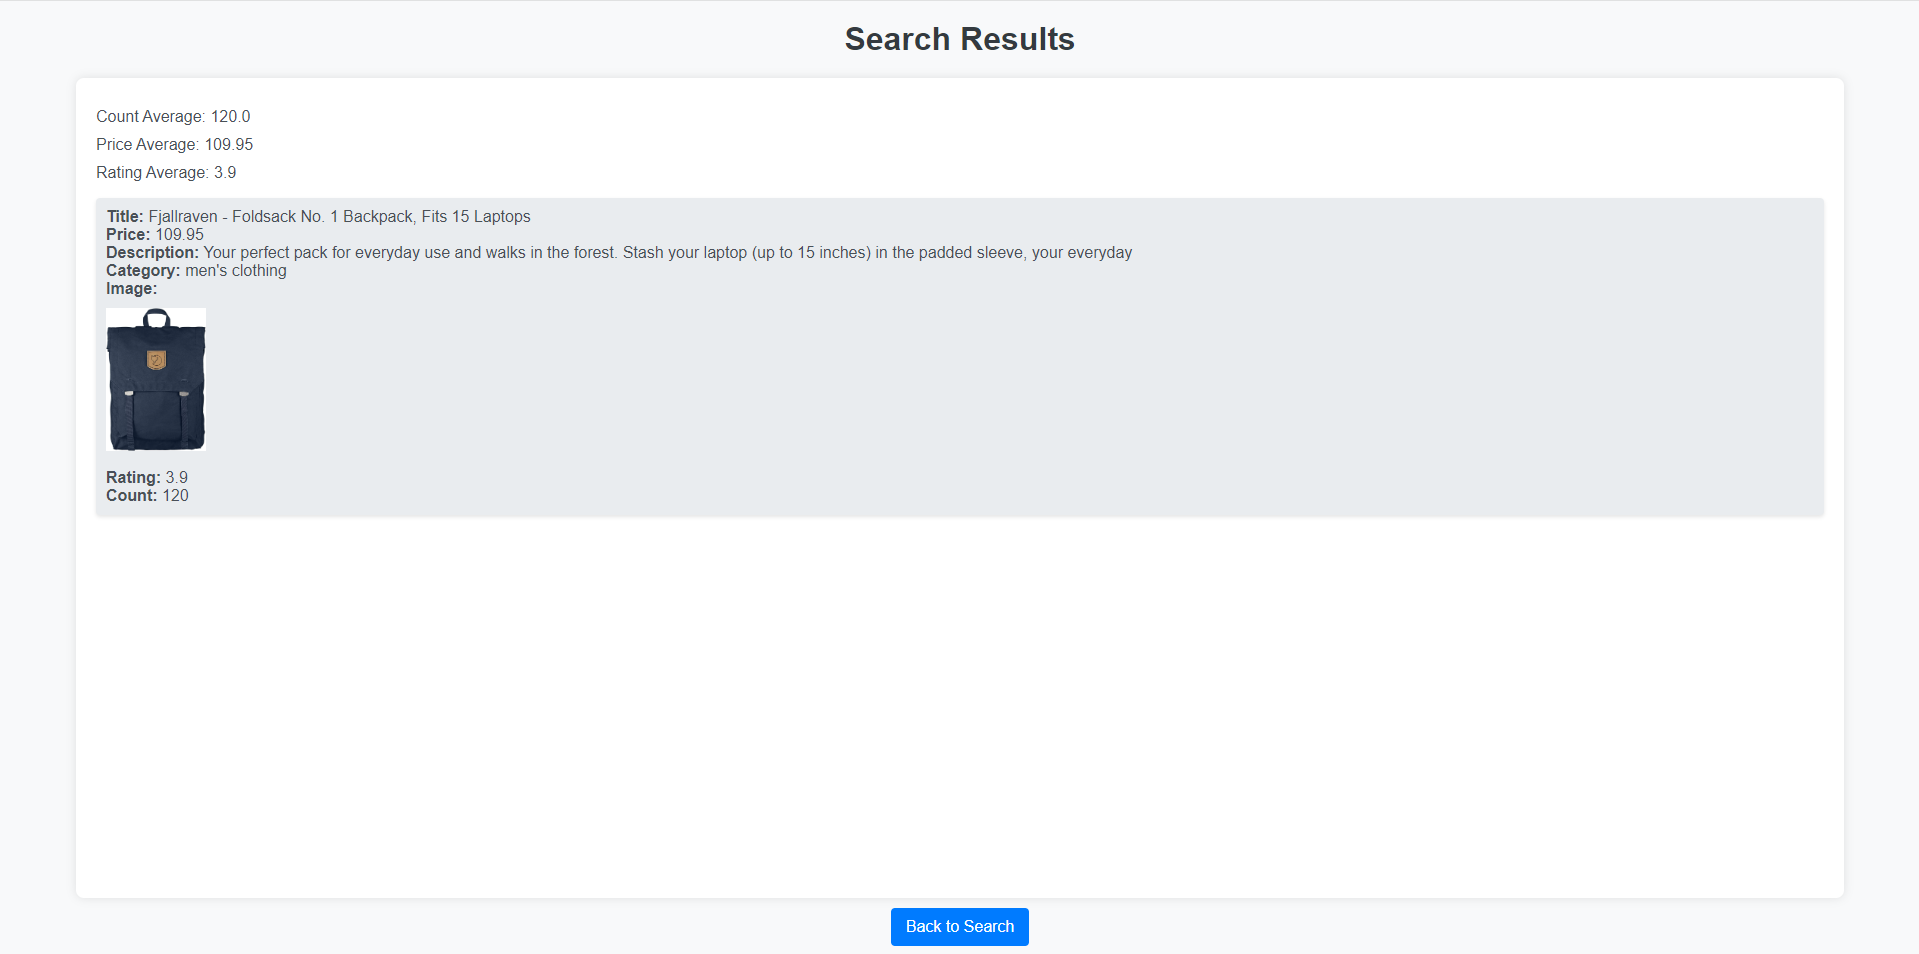 Search Results
Count Average: 120.0
Price Average: 109.95
Rating Average: 3.9
Title: Fjallraven - Foldsack No. 1 Backpack, Fits 15 Laptops
Price: 109.95
Description: Your perfect pack for everyday use and walks in the forest. Stash your laptop (up to 15 inches) in the padded sleeve, your everyday
Category: men's clothing
Image:
Rating: 3.9
Count: 120
Back to Search